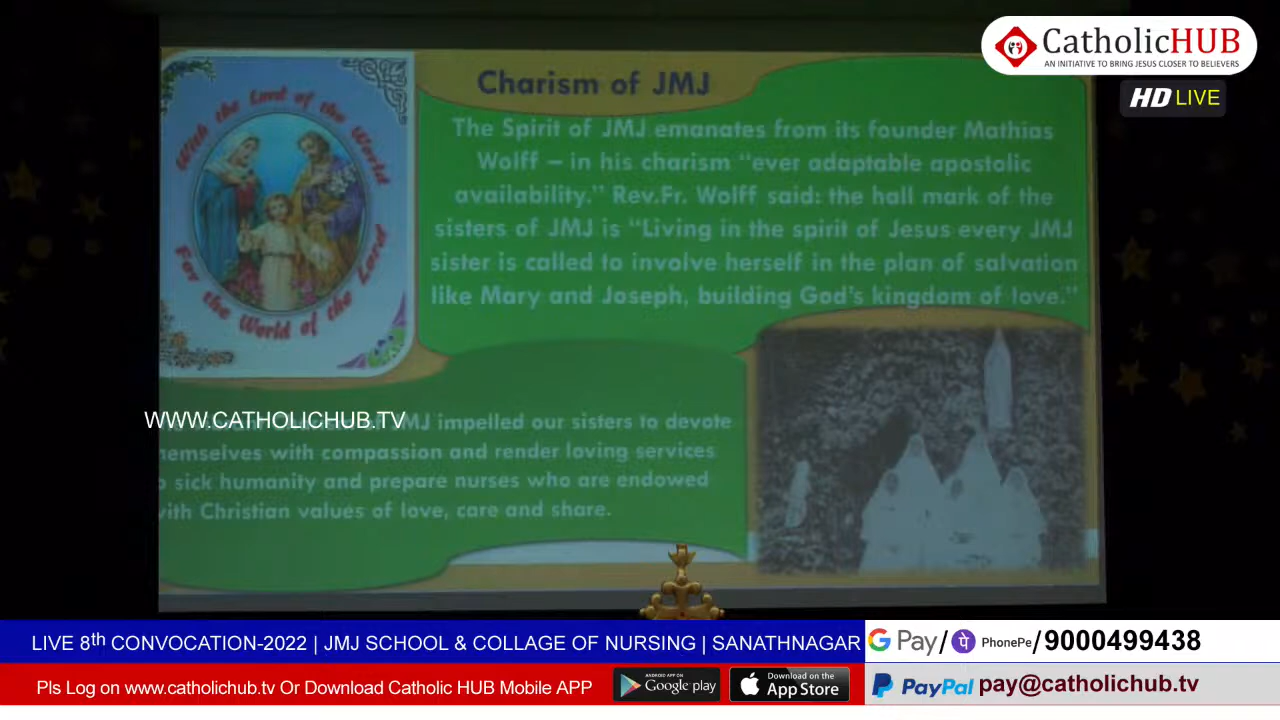 CatholicHUB
AN INITIATIVE TO BRING JESUS CLOSER TO BELIEVERS
HD LIVE
With the Lord of the World
For the World of the Lord
Charism of JMJ
The Spirit of JMJ emanates from its founder Mathias
Wolff – in his charism "ever adaptable apostolic
availability." Rev.Fr. Wolff said: the hall mark of the
sisters of JMJ is "Living in the spirit of Jesus every JMJ
sister is called to involve herself in the plan of salvation
like Mary and Joseph, building God's kingdom of love."
WWW.CATHOLICHUB.TV
JMJ impelled our sisters to devote
hemselves with compassion and render loving services
o sick humanity and prepare nurses who are endowed
with Christian values of love, care and share.
LIVE 8th CONVOCATION-2022 | JMJ SCHOOL & COLLAGE OF NURSING | SANATHNAGAR
G Pay/ PhonePe/9000499438
Pls Log on www.catholichub.tv Or Download Catholic HUB Mobile APP
ANDROID APP ON
Google play
Download on the
App Store
PayPal pay@catholichub.tv